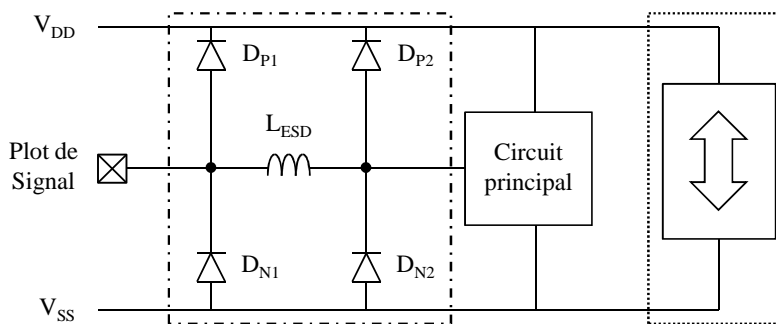 V_DD
D_P1
D_P2
L_ESD
Plot de
Signal
Circuit
principal
D_N1
D_N2
V_SS